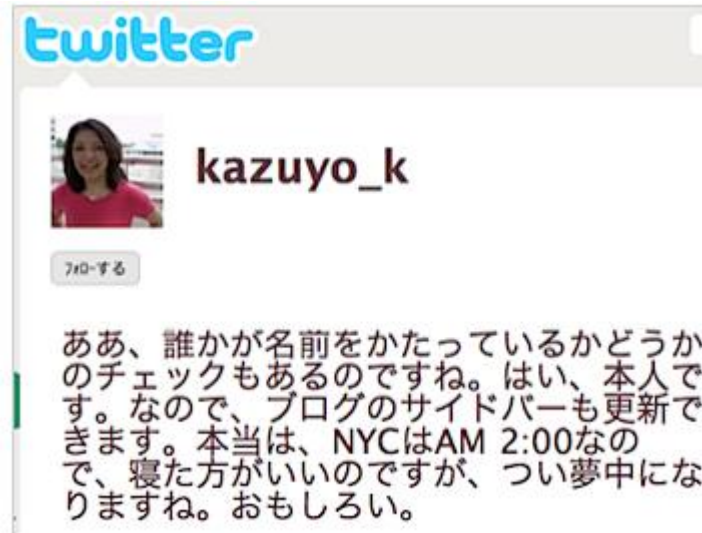 twitter
kazuyo_k
フォローする
ああ、誰かが名前をかたっているかどうか
のチェックもあるのですね。はい、本人で
す。なので、ブログのサイドバーも更新で
きます。本当は、NYCはAM 2:00なの
で、寝た方がいいのですが、つい夢中にな
りますね。おもしろい。